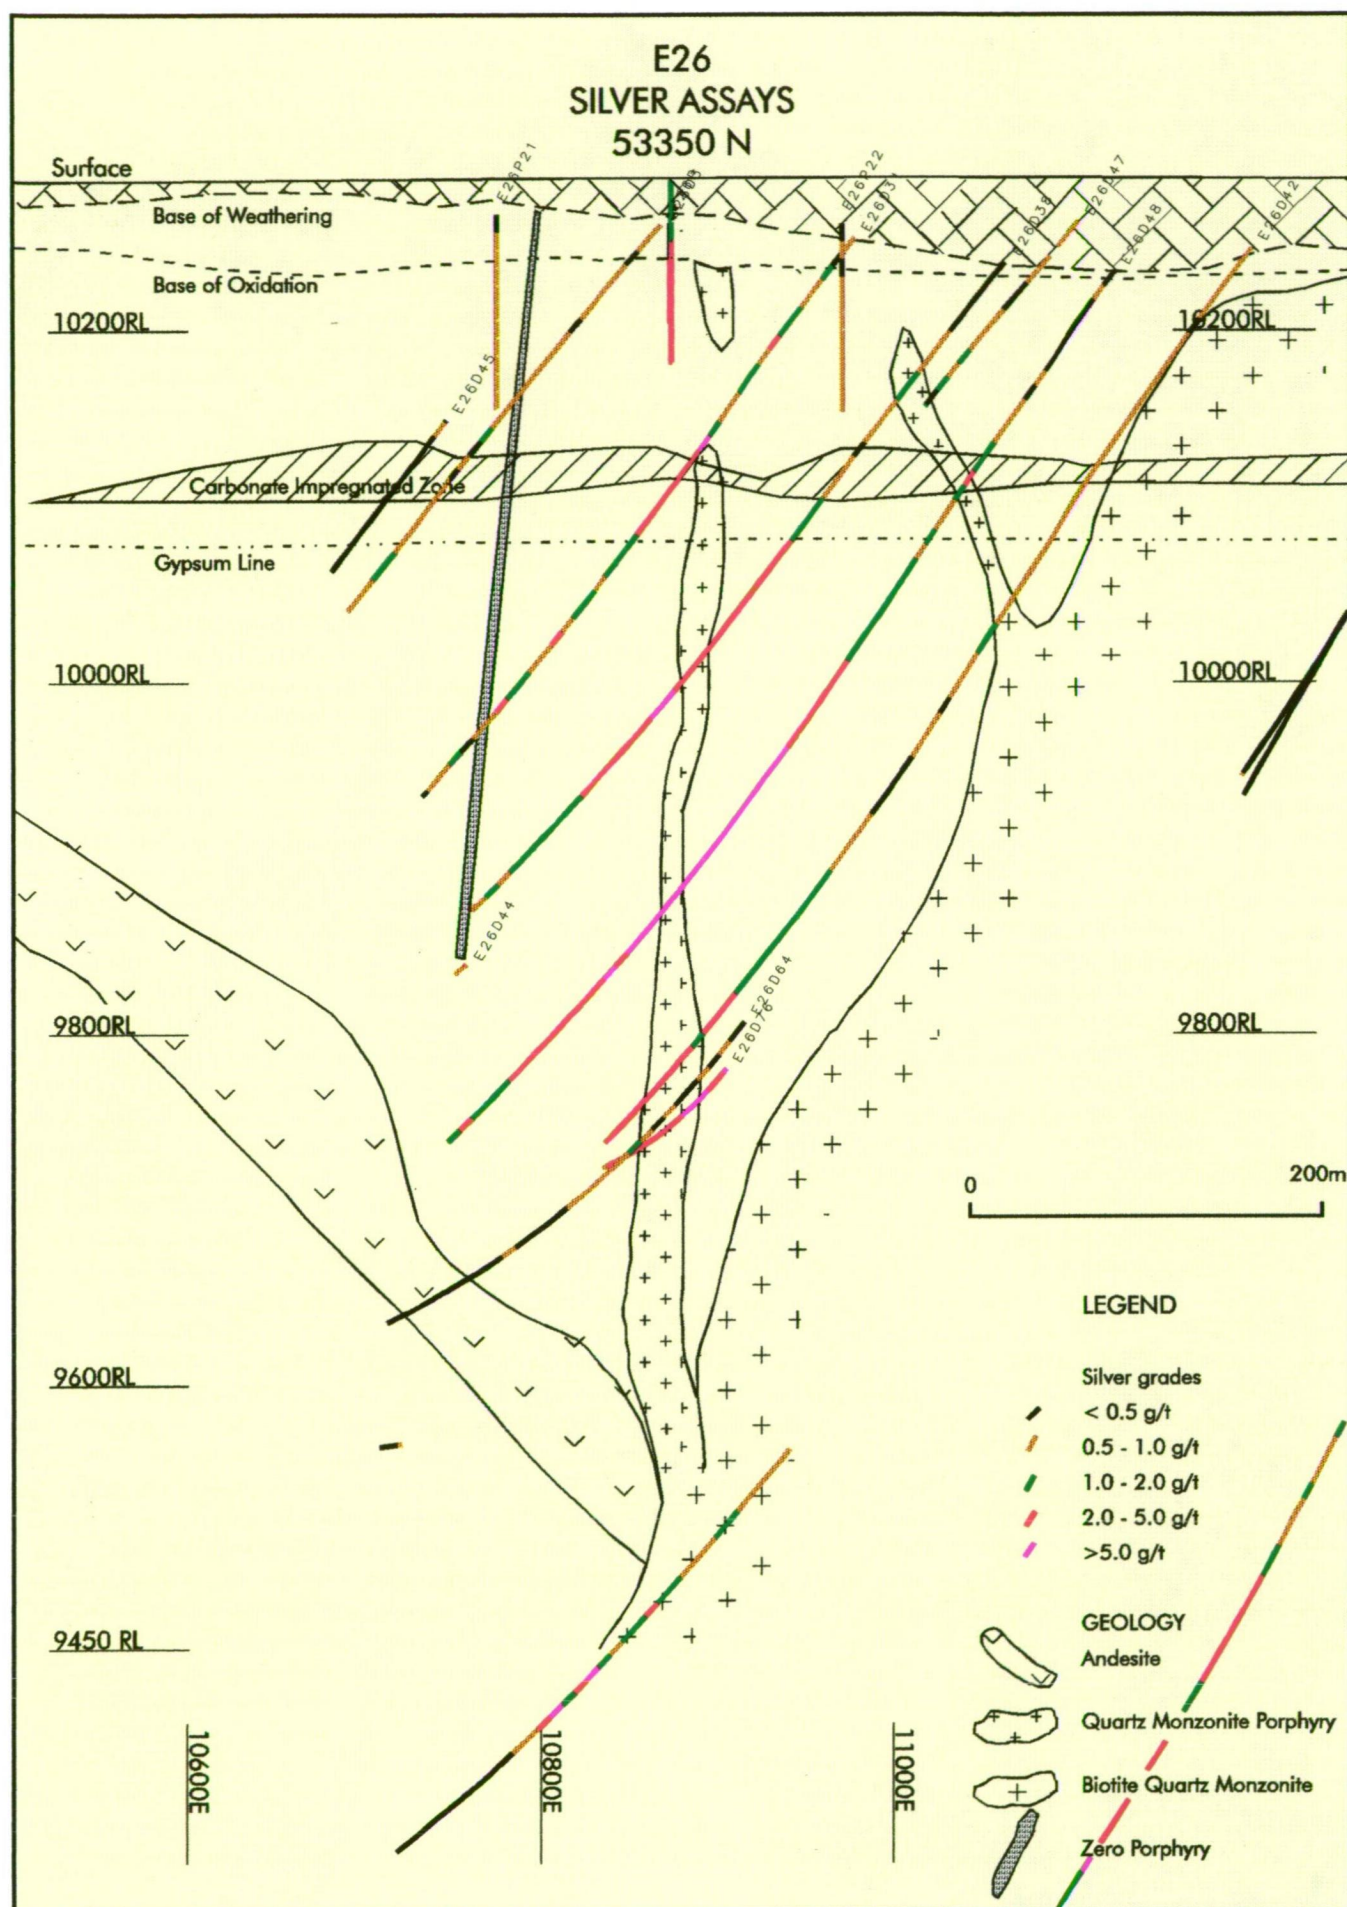 E26
SILVER ASSAYS
53350 N
Surface
E26P21
E26P22
E26D31
E26D38
E26D47
E26D48
E26D42
Base of Weathering
Base of Oxidation
10200RL
10200RL
E26D45
Carbonate Impregnated Zone
Gypsum Line
10000RL
10000RL
E26D44
E26D64
E26D76
9800RL
9800RL
0
200m
LEGEND
9600RL
Silver grades
< 0.5 g/t
0.5 - 1.0 g/t
1.0 - 2.0 g/t
2.0 - 5.0 g/t
>5.0 g/t
GEOLOGY
9450 RL
Andesite
Quartz Monzonite Porphyry
10600E
10800E
11000E
Biotite Quartz Monzonite
Zero Porphyry